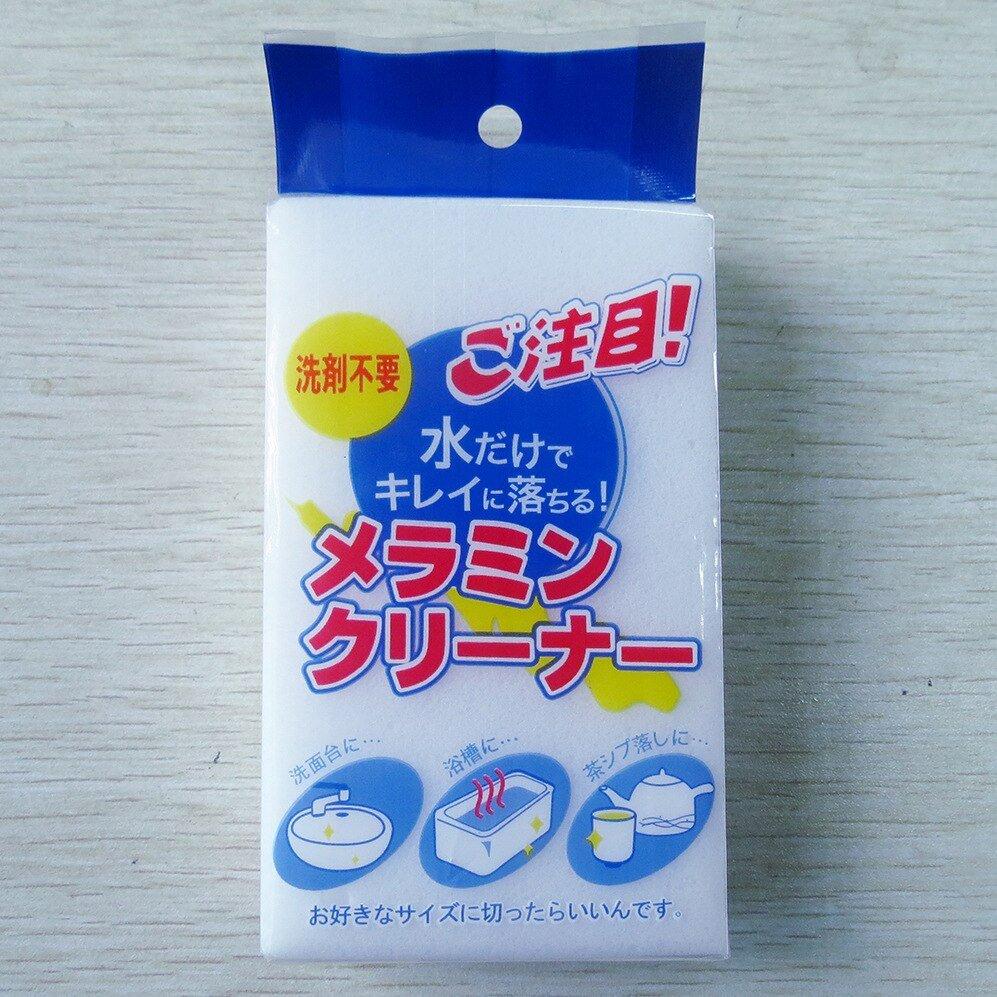 ご注目!
洗剤不要
水だけで
キレイに落ちる!
メラミン
クリーナー
洗面台に…
浴槽に…
茶シブ落しに…
お好きなサイズに切ったらいいんです。